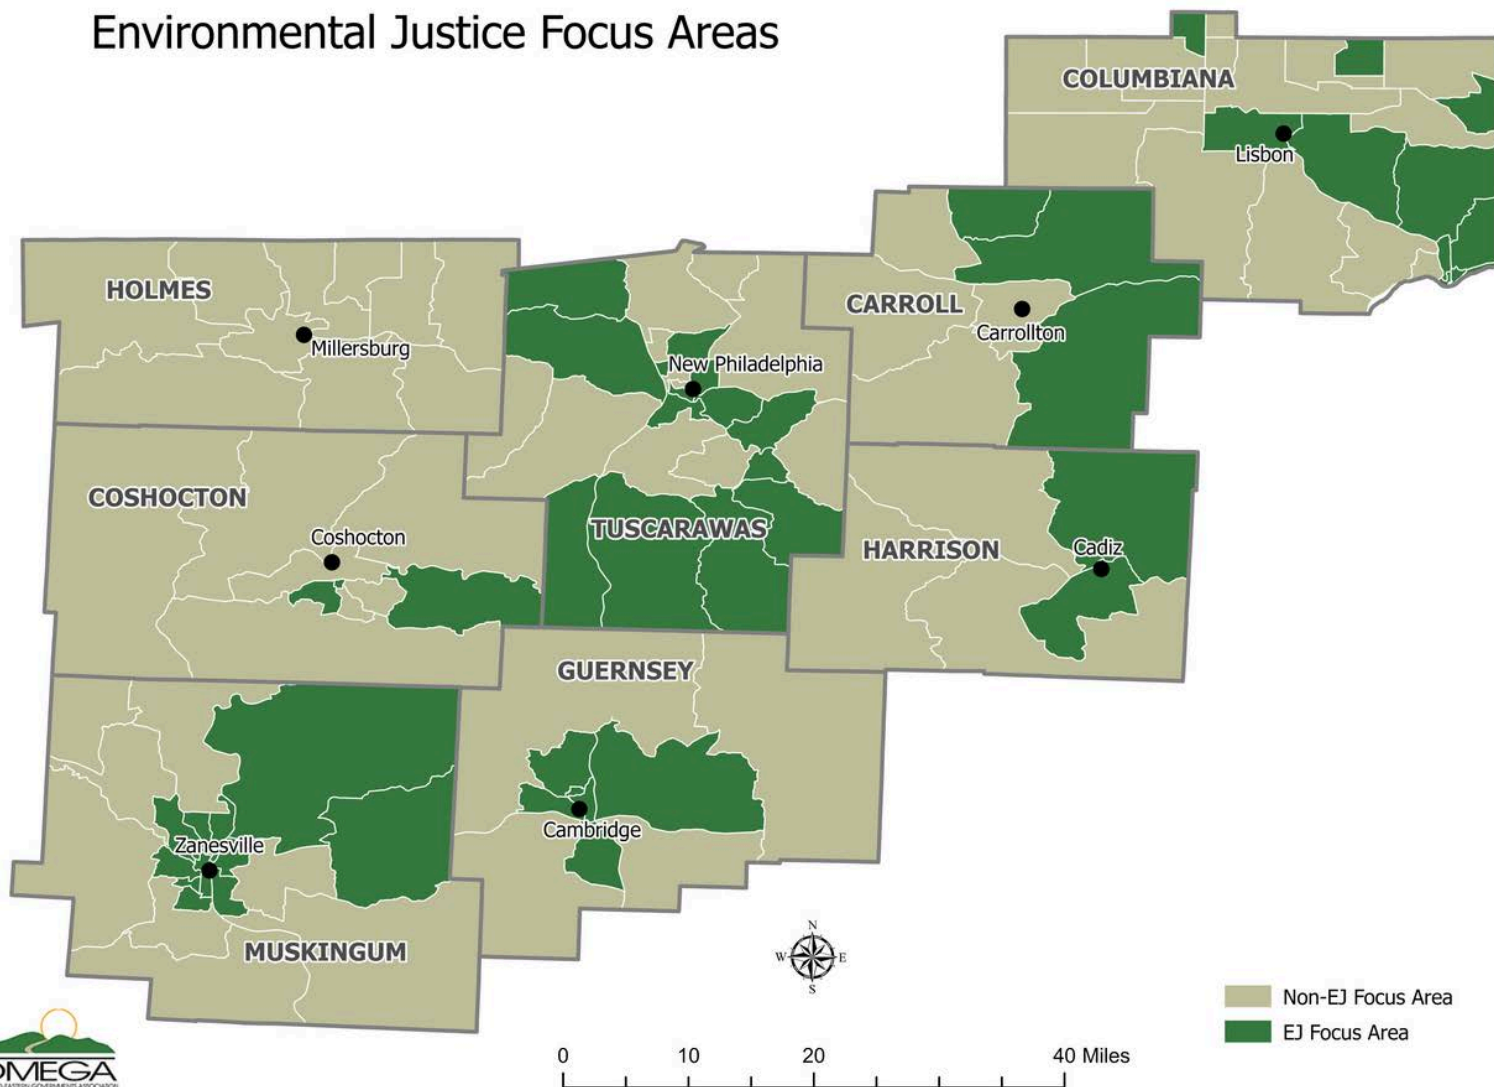 Environmental Justice Focus Areas
COLUMBIANA
Lisbon
HOLMES
Millersburg
CARROLL
Carrollton
New Philadelphia
COSHOCTON
Coshocton
TUSCARAWAS
HARRISON
Cadiz
GUERNSEY
Cambridge
Zanesville
MUSKINGUM
N
W E
S
Non-EJ Focus Area
EJ Focus Area
0 10 20 40 Miles
OMEGA